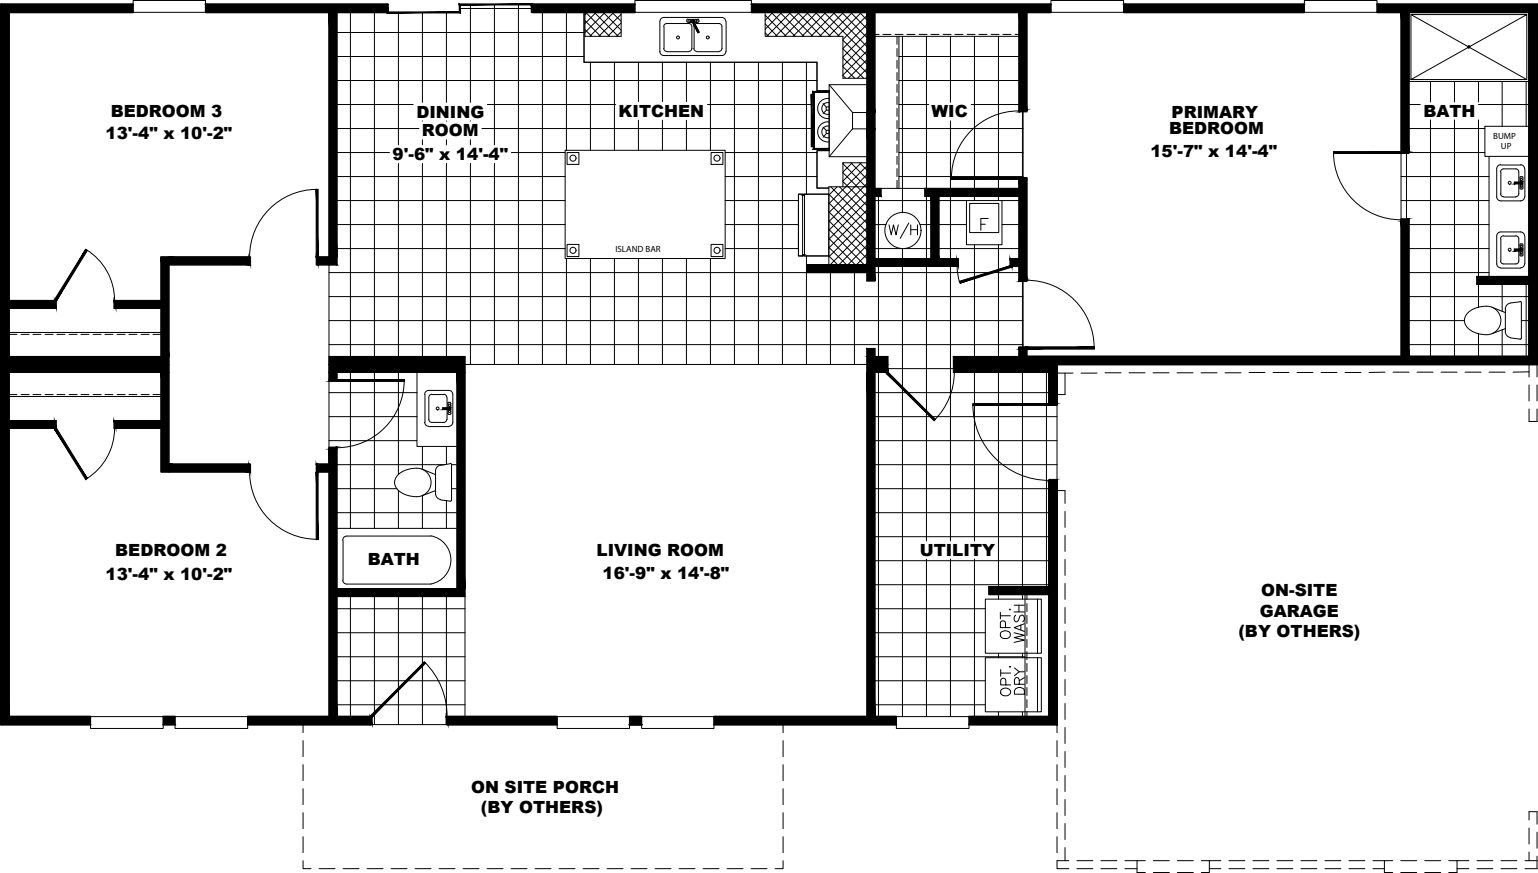 BEDROOM 3
13'-4" x 10'-2"
DINING
ROOM
9'-6" x 14'-4"
KITCHEN
ISLAND BAR
WIC
W/H
F
PRIMARY
BEDROOM
15'-7" x 14'-4"
BATH
BUMP
UP
BEDROOM 2
13'-4" x 10'-2"
BATH
LIVING ROOM
16'-9" x 14'-8"
UTILITY
OPT.
WASH
OPT.
DRY
ON-SITE
GARAGE
(BY OTHERS)
ON SITE PORCH
(BY OTHERS)